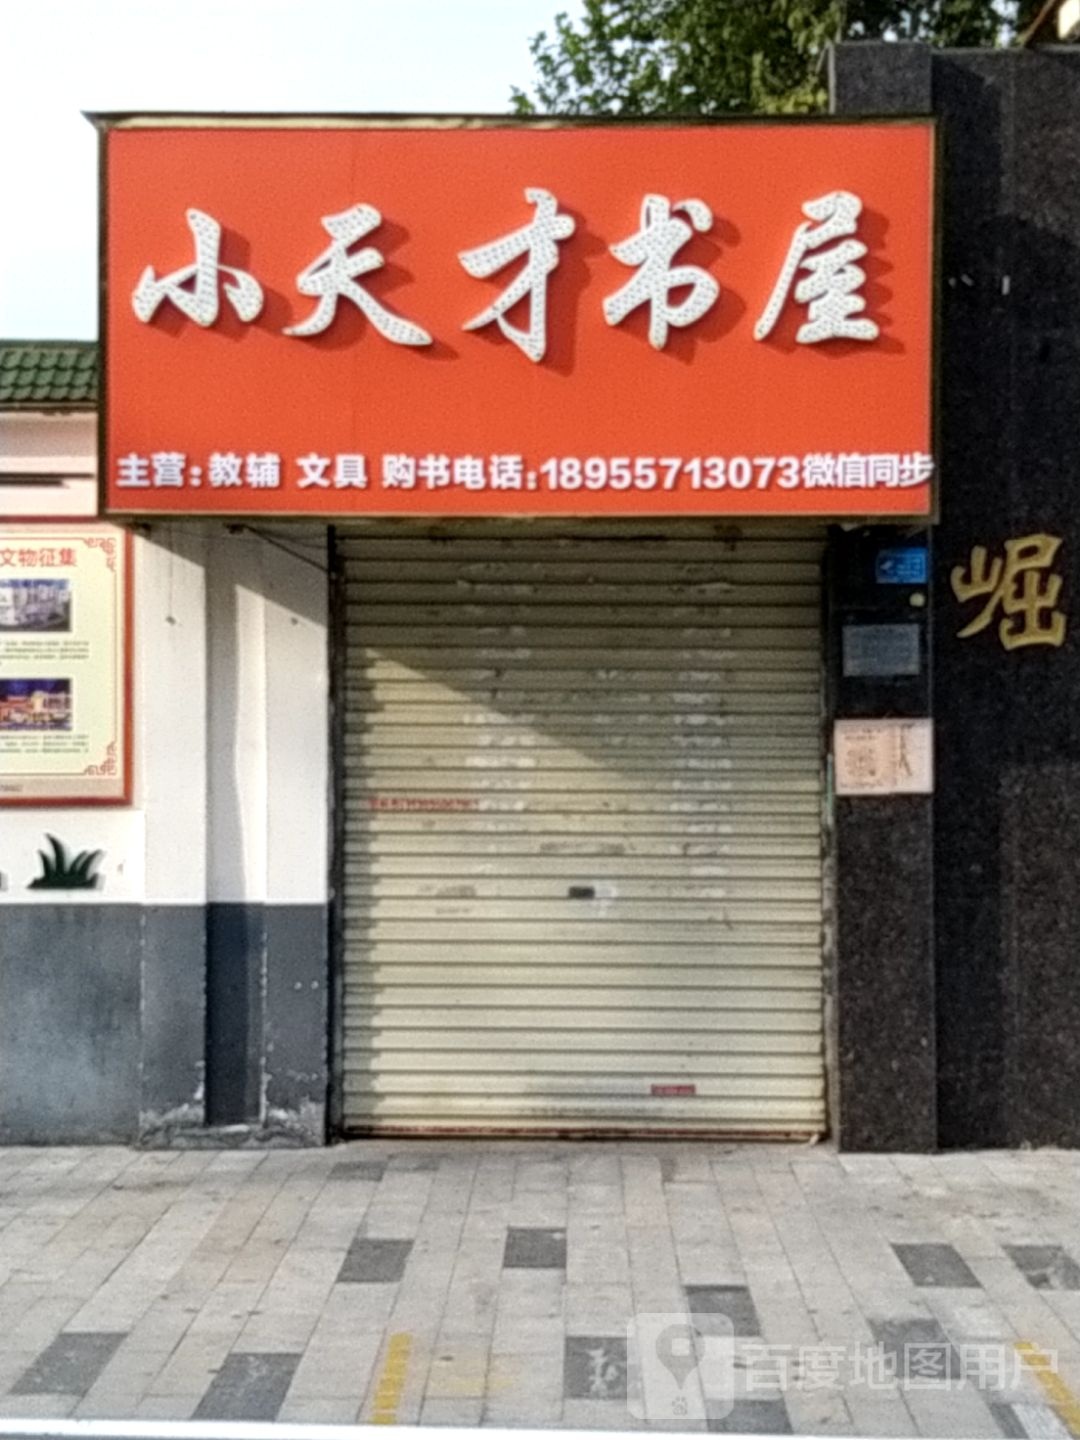 小天才书屋
主营:教辅 文具 购书电话:18955713073微信同步
文物征集
崛
百度地图用户